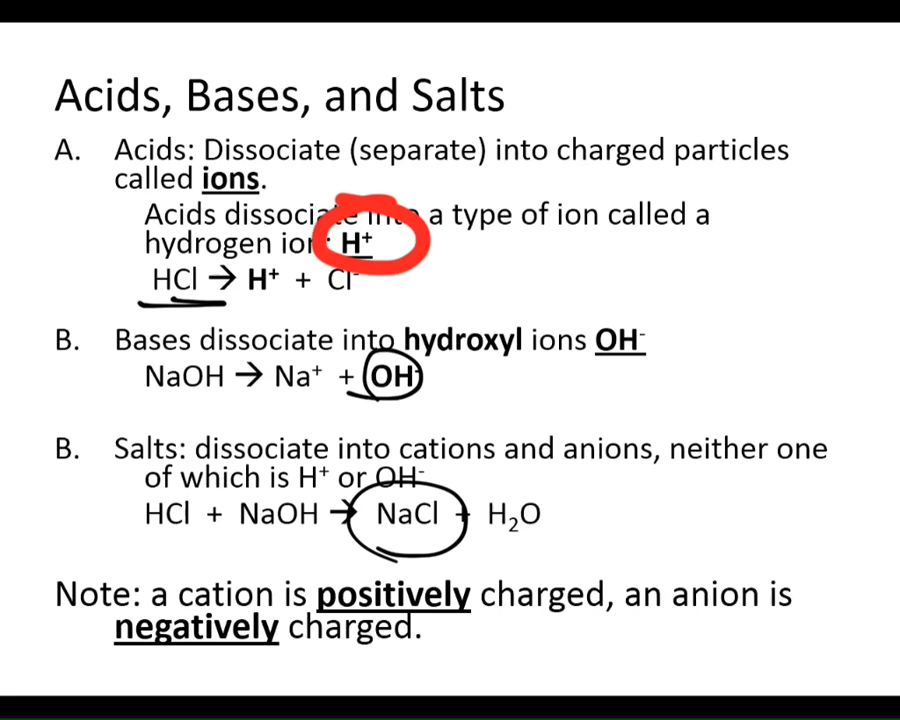 Acids, Bases, and Salts
A. Acids: Dissociate (separate) into charged particles
called ions.
Acids dissociate into a type of ion called a
hydrogen ion: H⁺
HCl → H⁺ + Cl⁻
B. Bases dissociate into hydroxyl ions OH⁻
NaOH → Na⁺ + OH⁻
B. Salts: dissociate into cations and anions, neither one
of which is H⁺ or OH⁻
HCl + NaOH → NaCl + H₂O
Note: a cation is positively charged, an anion is
negatively charged.